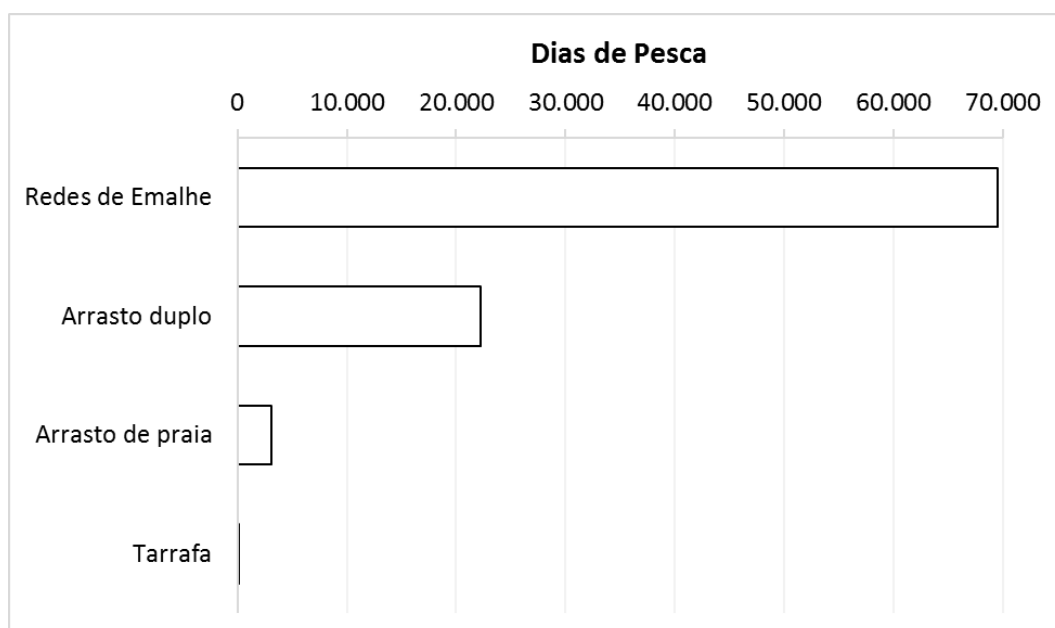 Dias de Pesca
0 10.000 20.000 30.000 40.000 50.000 60.000 70.000
Redes de Emalhe
Arrasto duplo
Arrasto de praia
Tarrafa